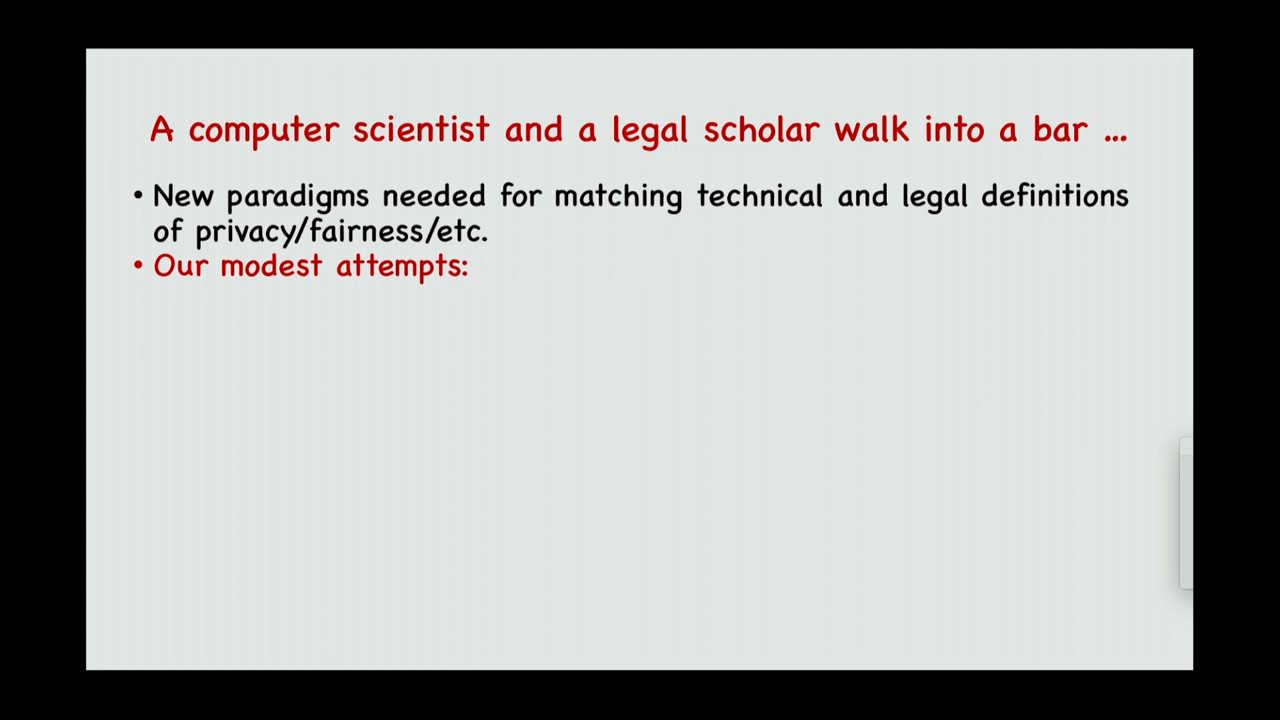 A computer scientist and a legal scholar walk into a bar ...
• New paradigms needed for matching technical and legal definitions
of privacy/fairness/etc.
• Our modest attempts: